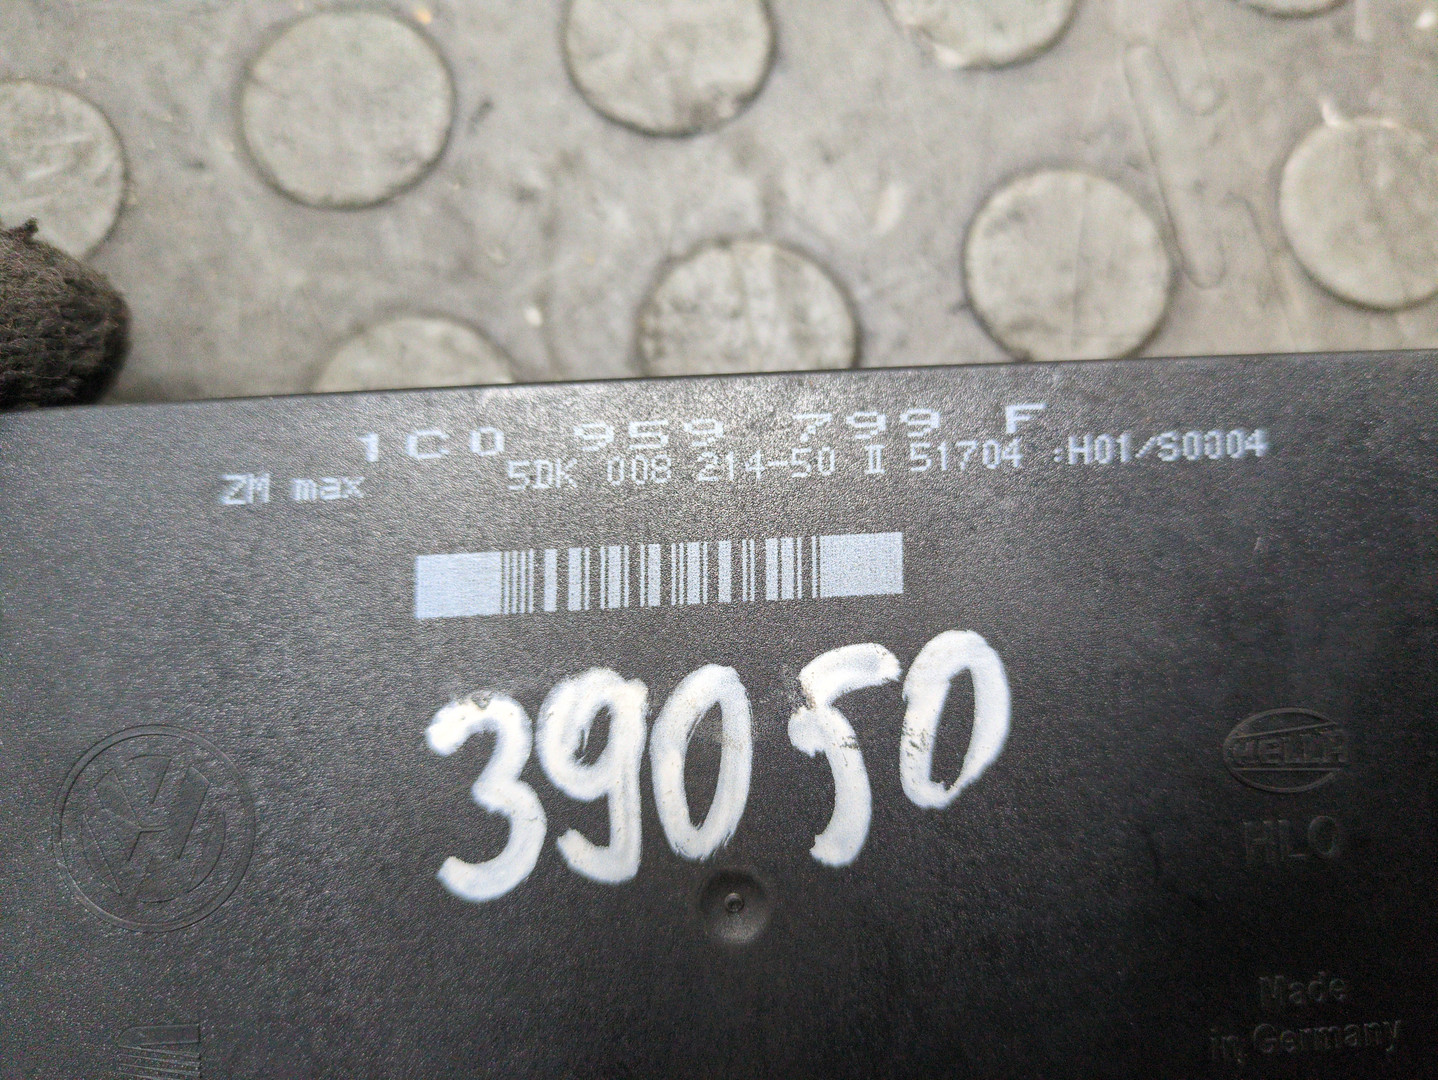 1C0 959 799 F
ZM max 5DK 008 214-50 II 51704 :H01/S0004
39050
HELLA
HLO
Made
in Germany